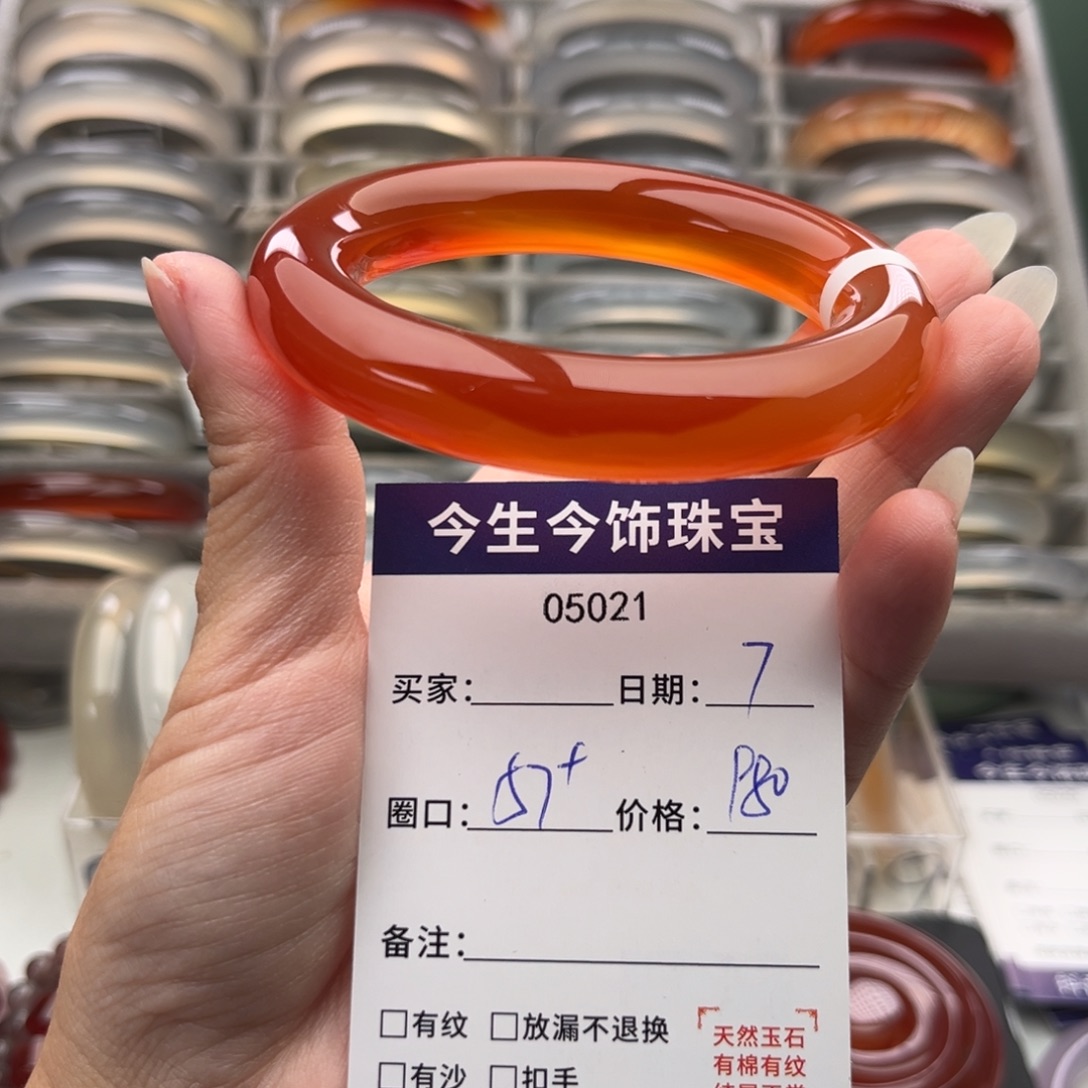 今生今饰珠宝
05021
买家: 日期: 7
圈口: 57+ 价格: P80
备注:
□有纹 □放漏不退换
天然玉石
有棉有纹
□有沙 □扣手